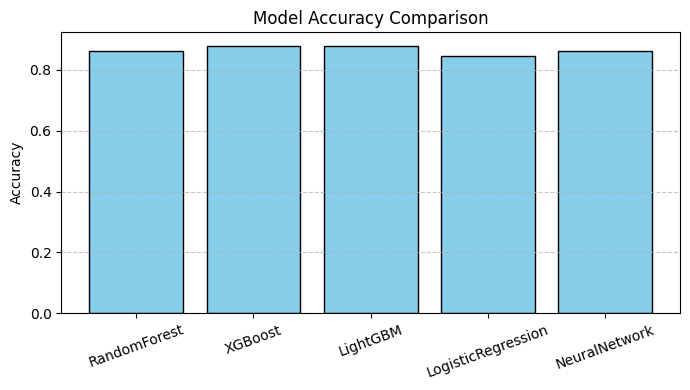 Model Accuracy Comparison
Accuracy
0.8
0.6
0.4
0.2
0.0
RandomForest
XGBoost
LightGBM
LogisticRegression
NeuralNetwork